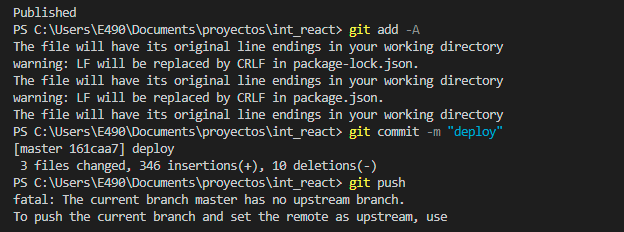 Published
PS C:\Users\E490\Documents\proyectos\int_react> git add -A
The file will have its original line endings in your working directory
warning: LF will be replaced by CRLF in package-lock.json.
The file will have its original line endings in your working directory
warning: LF will be replaced by CRLF in package.json.
The file will have its original line endings in your working directory
PS C:\Users\E490\Documents\proyectos\int_react> git commit -m "deploy"
[master 161caa7] deploy
 3 files changed, 346 insertions(+), 10 deletions(-)
PS C:\Users\E490\Documents\proyectos\int_react> git push
fatal: The current branch master has no upstream branch.
To push the current branch and set the remote as upstream, use